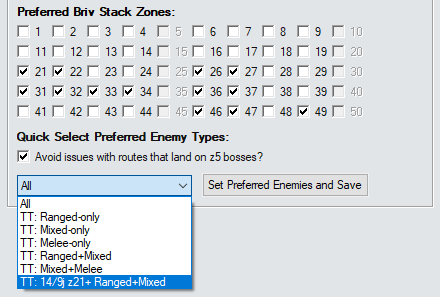 Preferred Briv Stack Zones:
1 2 3 4 5 6 7 8 9 10
11 12 13 14 15 16 17 18 19 20
21 22 23 24 25 26 27 28 29 30
31 32 33 34 35 36 37 38 39 40
41 42 43 44 45 46 47 48 49 50
Quick Select Preferred Enemy Types:
Avoid issues with routes that land on z5 bosses?
All Set Preferred Enemies and Save
All
TT: Ranged-only
TT: Mixed-only
TT: Melee-only
TT: Ranged+Mixed
TT: Mixed+Melee
TT: 14/9j z21+ Ranged+Mixed